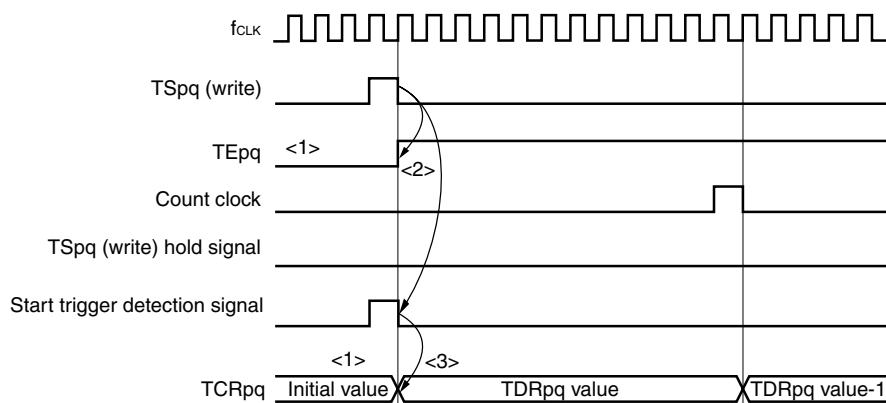 fCLK
TSpq (write)
<1>
TEpq
<2>
Count clock
TSpq (write) hold signal
Start trigger detection signal
<1>
<3>
TCRpq
Initial value
TDRpq value
TDRpq value-1